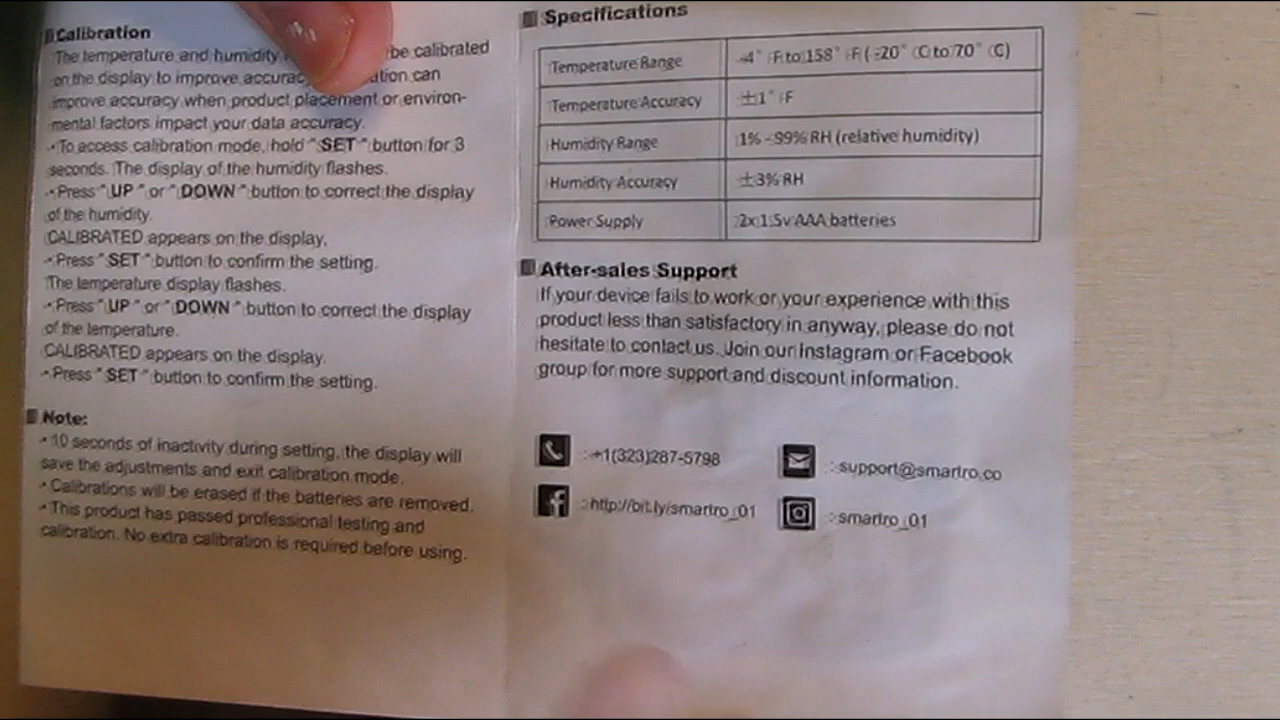 Calibration
The temperature and humidity be calibrated
on the display to improve accuracy can
improve accuracy when product placement or environ-
mental factors impact your data accuracy.
· To access calibration mode, hold " SET " button for 3
seconds. The display of the humidity flashes.
· Press " UP " or " DOWN " button to correct the display
of the humidity.
CALIBRATED appears on the display.
· Press " SET " button to confirm the setting.
The temperature display flashes.
· Press " UP " or " DOWN " button to correct the display
of the temperature.
CALIBRATED appears on the display.
· Press " SET " button to confirm the setting.
Note:
· 10 seconds of inactivity during setting, the display will
save the adjustments and exit calibration mode.
· Calibrations will be erased if the batteries are removed.
· This product has passed professional testing and
calibration. No extra calibration is required before using.
Specifications
Temperature Range -4° F to 158° F ( -20° C to 70° C)
Temperature Accuracy ±1° F
Humidity Range 1% - 99% RH (relative humidity)
Humidity Accuracy ±3% RH
Power Supply 2x 1.5v AAA batteries
After-sales Support
If your device fails to work or your experience with this
product less than satisfactory in anyway, please do not
hesitate to contact us. Join our Instagram or Facebook
group for more support and discount information.
: +1(323)287-5798
: support@smartro.co
: http://bit.ly/smartro_01
: smartro_01